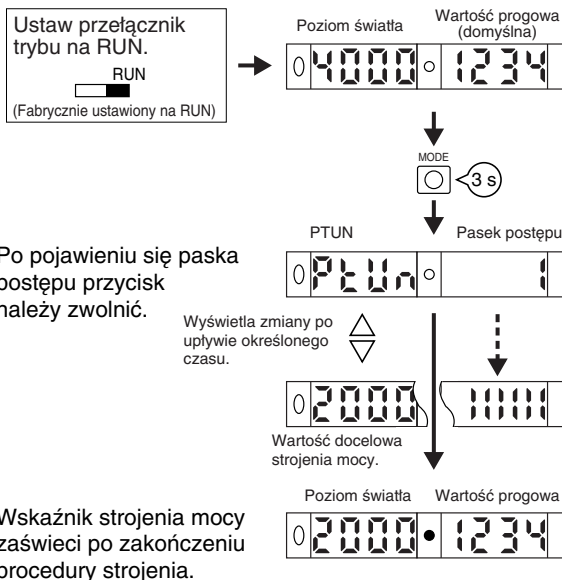 Ustaw przełącznik
trybu na RUN.
RUN
(Fabrycznie ustawiony na RUN)
Poziom światła
Wartość progowa
(domyślna)
4000 1234
MODE
3 s
PTUN
Pasek postępu
PtUn
Po pojawieniu się paska
postępu przycisk
należy zwolnić.
Wyświetla zmiany po
upływie określonego
czasu.
2000
Wartość docelowa
strojenia mocy.
Poziom światła
Wartość progowa
Wskaźnik strojenia mocy
zaświeci po zakończeniu
procedury strojenia.
2000 1234